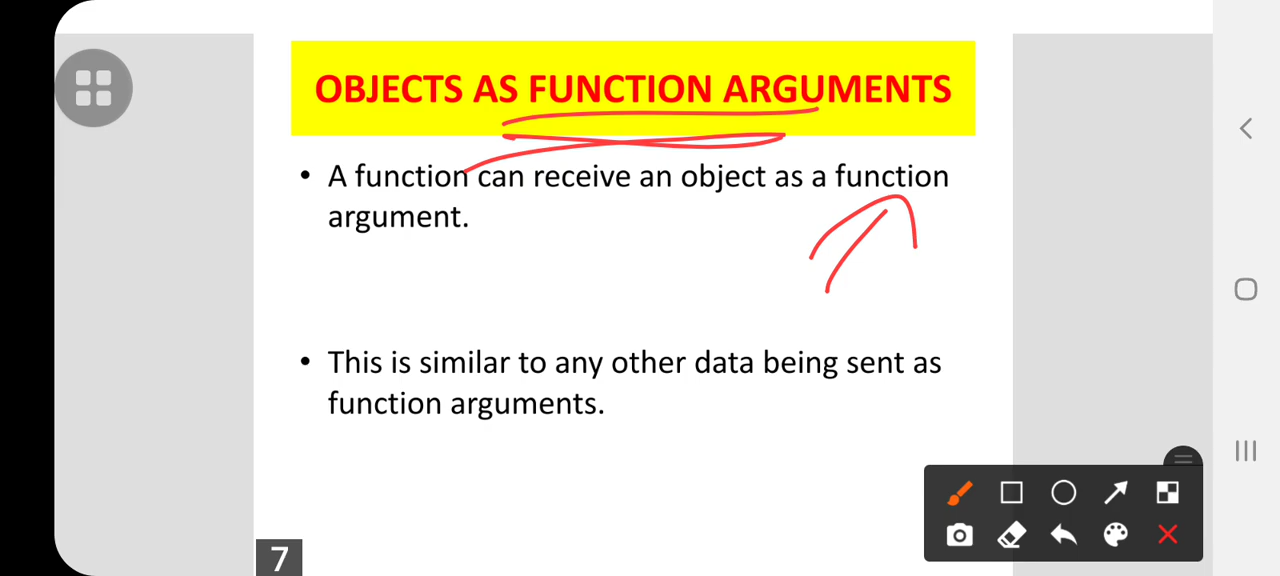 OBJECTS AS FUNCTION ARGUMENTS
• A function can receive an object as a function
argument.
• This is similar to any other data being sent as
function arguments.
7